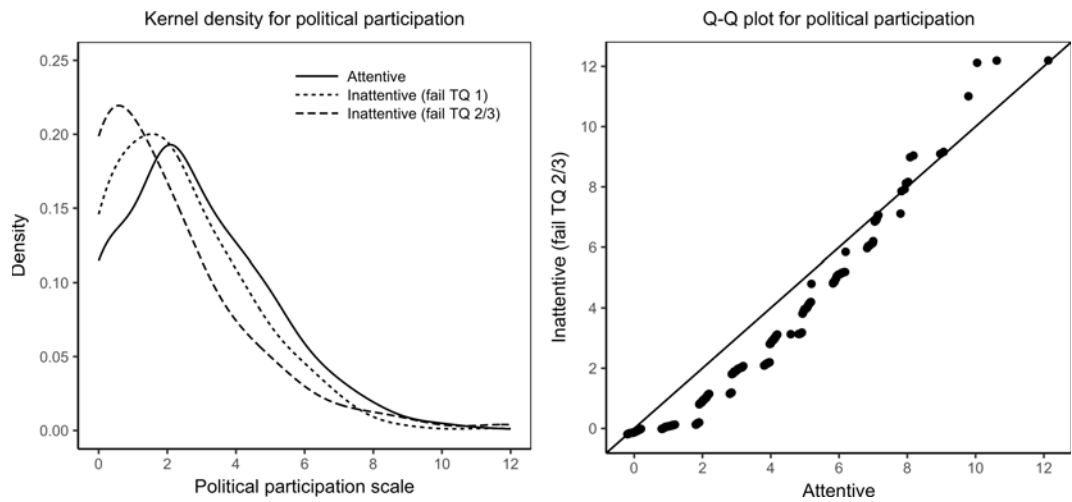 Kernel density for political participation
0.25
0.20
0.15
0.10
0.05
0.00
Density
Attentive
Inattentive (fail TQ 1)
Inattentive (fail TQ 2/3)
0 2 4 6 8 10 12
Political participation scale
Q-Q plot for political participation
12
10
8
6
4
2
0
Inattentive (fail TQ 2/3)
0 2 4 6 8 10 12
Attentive